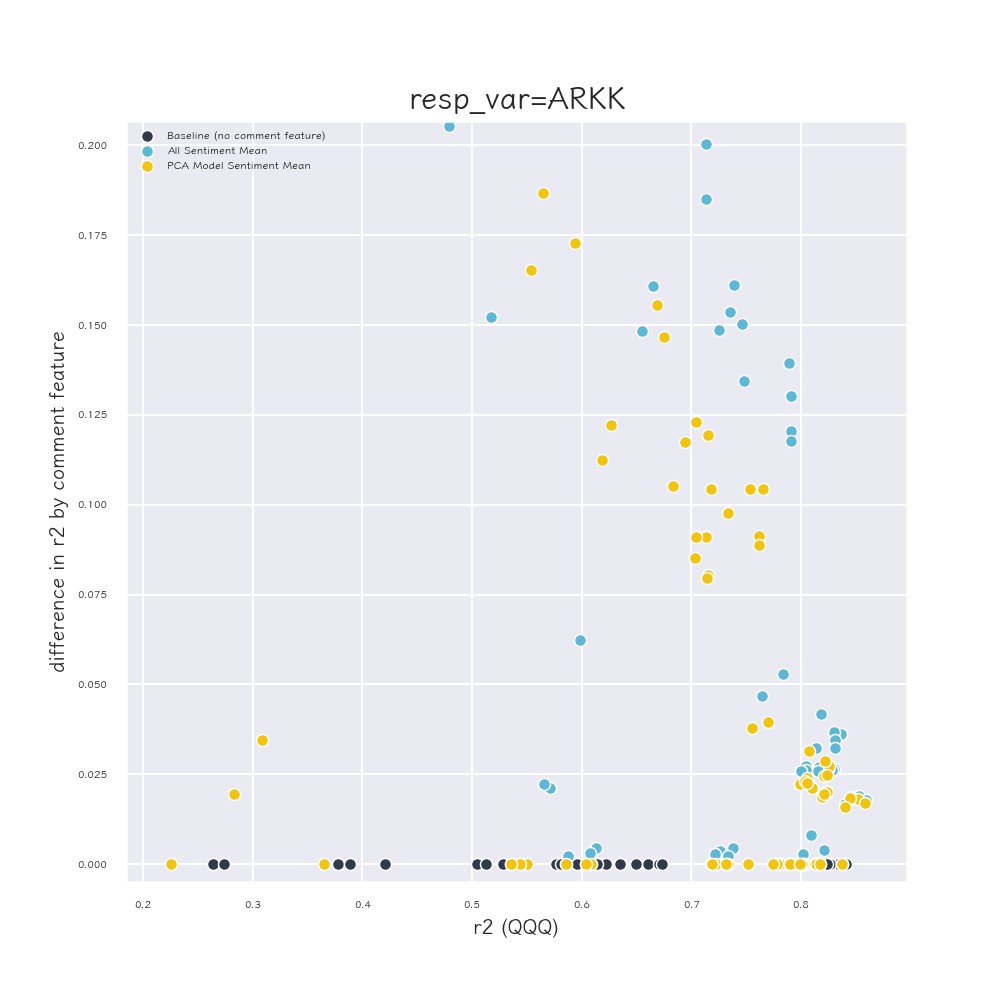 resp_var=ARKK
Baseline (no comment feature)
All Sentiment Mean
PCA Model Sentiment Mean
0.200
0.175
0.150
0.125
0.100
0.075
0.050
0.025
0.000
difference in r2 by comment feature
0.2 0.3 0.4 0.5 0.6 0.7 0.8
r2 (QQQ)